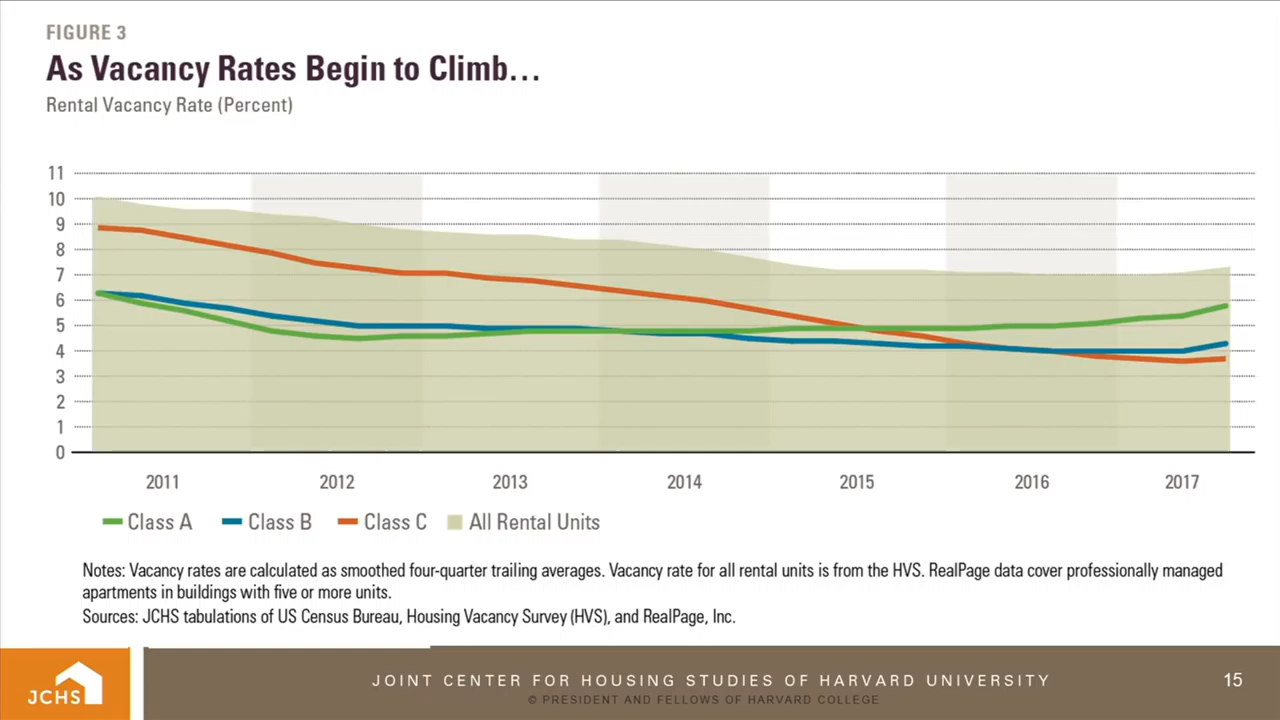 FIGURE 3
As Vacancy Rates Begin to Climb…
Rental Vacancy Rate (Percent)
11
10
9
8
7
6
5
4
3
2
1
0
2011 2012 2013 2014 2015 2016 2017
Class A Class B Class C All Rental Units
Notes: Vacancy rates are calculated as smoothed four-quarter trailing averages. Vacancy rate for all rental units is from the HVS. RealPage data cover professionally managed
apartments in buildings with five or more units.
Sources: JCHS tabulations of US Census Bureau, Housing Vacancy Survey (HVS), and RealPage, Inc.
JCHS
JOINT CENTER FOR HOUSING STUDIES OF HARVARD UNIVERSITY 15
© PRESIDENT AND FELLOWS OF HARVARD COLLEGE